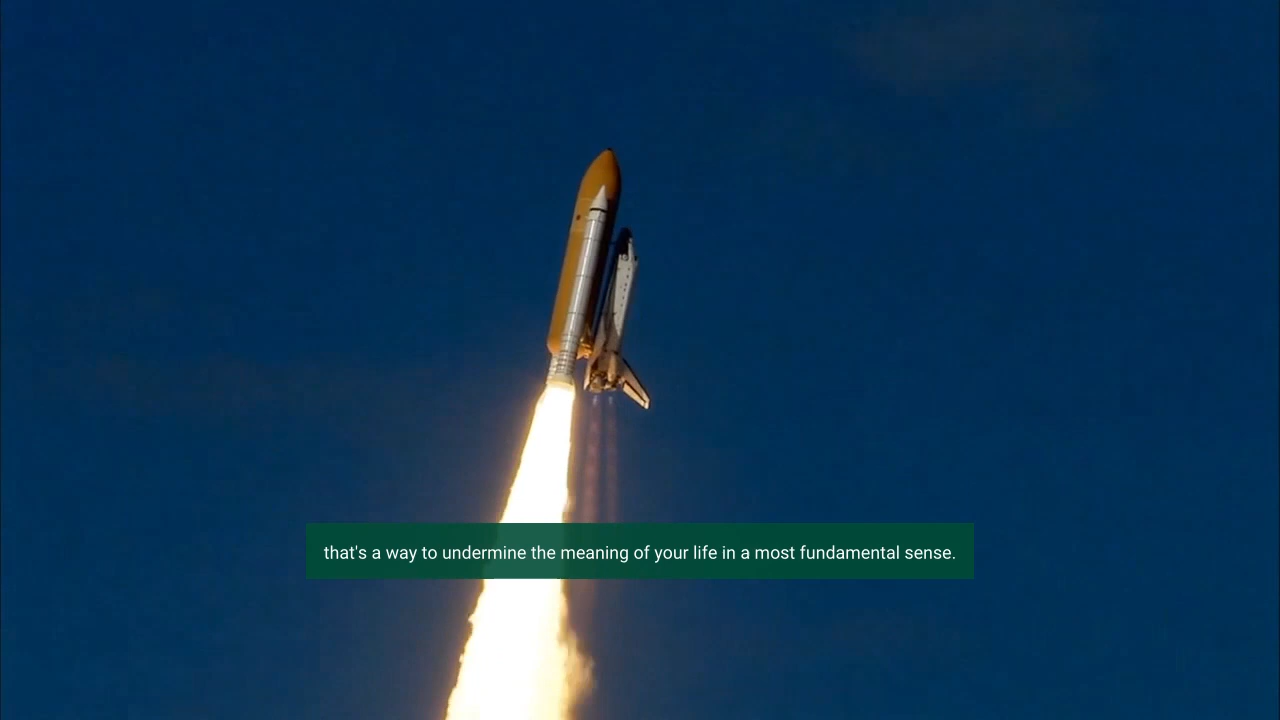 that's a way to undermine the meaning of your life in a most fundamental sense.